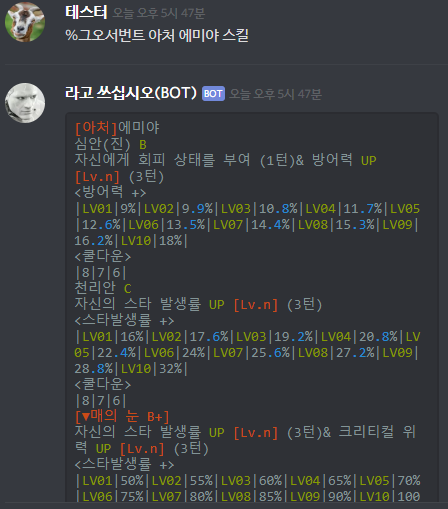 테스터 오늘 오후 5시 47분
%그오서번트 아처 에미야 스킬
라고 쓰십시오(BOT) BOT 오늘 오후 5시 47분
[아처]에미야
심안(진) B
자신에게 회피 상태를 부여 (1턴)& 방어력 UP
[Lv.n] (3턴)
<방어력 +>
|LV01|9%|LV02|9.9%|LV03|10.8%|LV04|11.7%|LV05
|12.6%|LV06|13.5%|LV07|14.4%|LV08|15.3%|LV09|
16.2%|LV10|18%|
<쿨다운>
|8|7|6|
천리안 C
자신의 스타 발생률 UP [Lv.n] (3턴)
<스타발생률 +>
|LV01|16%|LV02|17.6%|LV03|19.2%|LV04|20.8%|LV
05|22.4%|LV06|24%|LV07|25.6%|LV08|27.2%|LV09|
28.8%|LV10|32%|
<쿨다운>
|8|7|6|
[▼매의 눈 B+]
자신의 스타 발생률 UP [Lv.n] (3턴)& 크리티컬 위
력 UP [Lv.n] (3턴)
<스타발생률 +>
|LV01|50%|LV02|55%|LV03|60%|LV04|65%|LV05|70%
|LV06|75%|LV07|80%|LV08|85%|LV09|90%|LV10|100